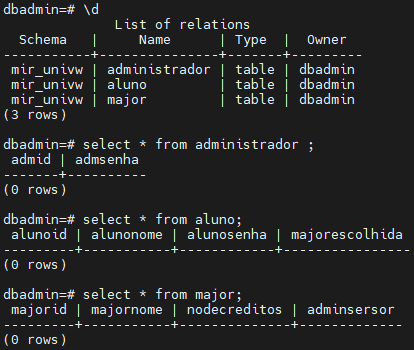 dbadmin=# \d
             List of relations
  Schema   |     Name      | Type  |  Owner
-----------+---------------+-------+---------
 mir_univw | administrador | table | dbadmin
 mir_univw | aluno         | table | dbadmin
 mir_univw | major         | table | dbadmin
(3 rows)

dbadmin=# select * from administrador ;
 admid | admsenha
-------+----------
(0 rows)

dbadmin=# select * from aluno;
 alunoid | alunonome | alunosenha | majorescolhida
---------+-----------+------------+----------------
(0 rows)

dbadmin=# select * from major;
 majorid | majornome | nodecreditos | adminsersor
---------+-----------+--------------+-------------
(0 rows)